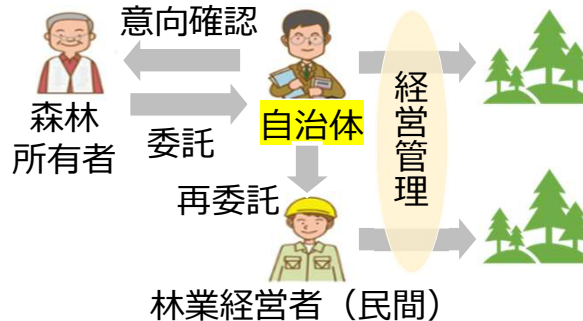 意向確認
森林
所有者
委託
自治体
再委託
経営管理
林業経営者（民間）